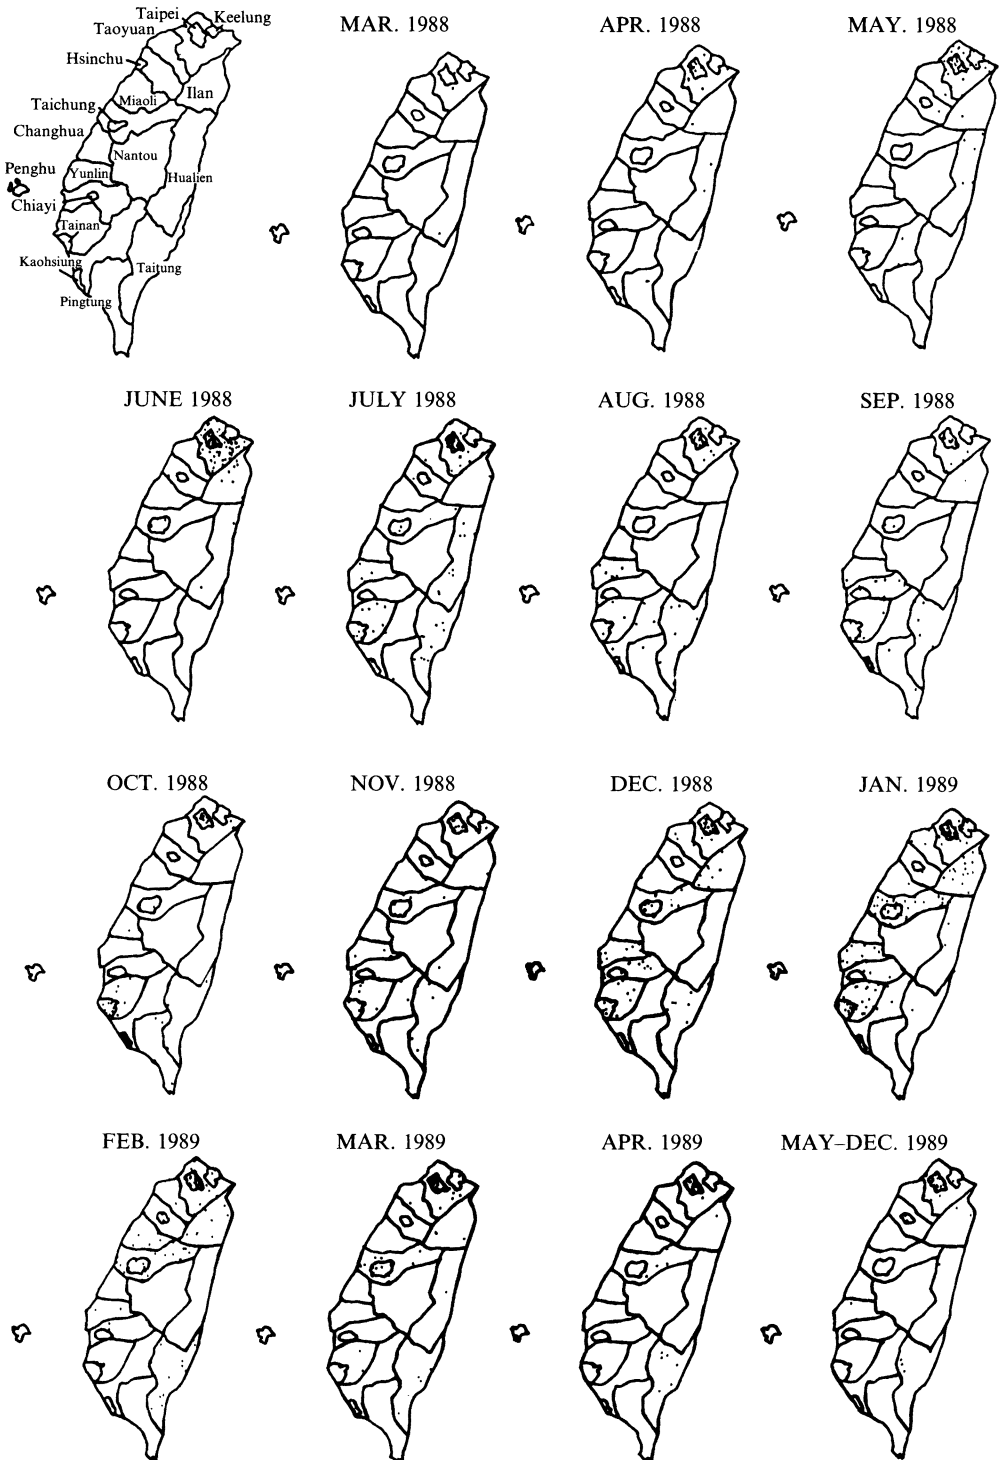 Taipei
Keelung
Taoyuan
Hsinchu
Ilan
Miaoli
Taichung
Changhua
Nantou
Penghu
Yunlin
Hualien
Chiayi
Tainan
Kaohsiung
Taitung
Pingtung
MAR. 1988
APR. 1988
MAY. 1988
JUNE 1988
JULY 1988
AUG. 1988
SEP. 1988
OCT. 1988
NOV. 1988
DEC. 1988
JAN. 1989
FEB. 1989
MAR. 1989
APR. 1989
MAY–DEC. 1989